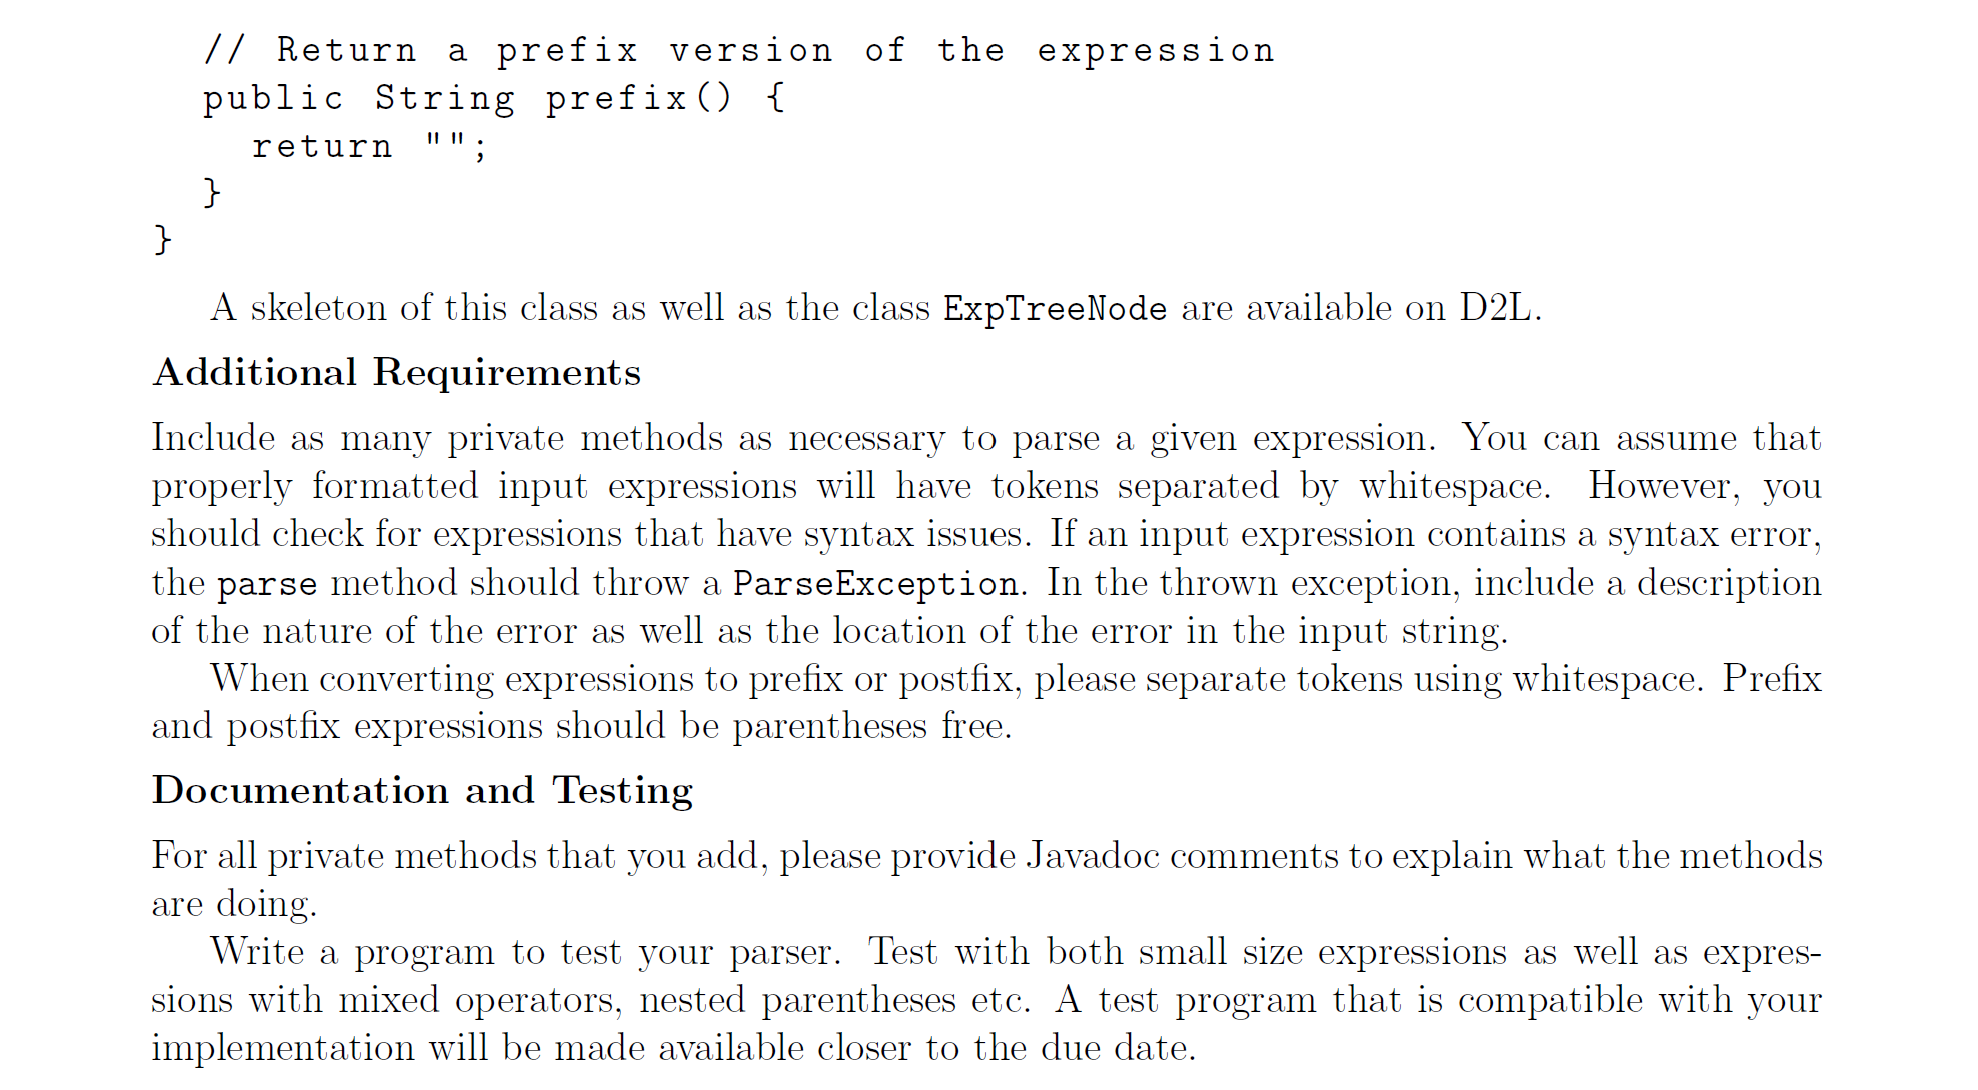 // Return a prefix version of the expression
public String prefix() {
return "";
}
}
A skeleton of this class as well as the class ExpTreeNode are available on D2L.
Additional Requirements
Include as many private methods as necessary to parse a given expression. You can assume that
properly formatted input expressions will have tokens separated by whitespace. However, you
should check for expressions that have syntax issues. If an input expression contains a syntax error,
the parse method should throw a ParseException. In the thrown exception, include a description
of the nature of the error as well as the location of the error in the input string.
When converting expressions to prefix or postfix, please separate tokens using whitespace. Prefix
and postfix expressions should be parentheses free.
Documentation and Testing
For all private methods that you add, please provide Javadoc comments to explain what the methods
are doing.
Write a program to test your parser. Test with both small size expressions as well as expres-
sions with mixed operators, nested parentheses etc. A test program that is compatible with your
implementation will be made available closer to the due date.